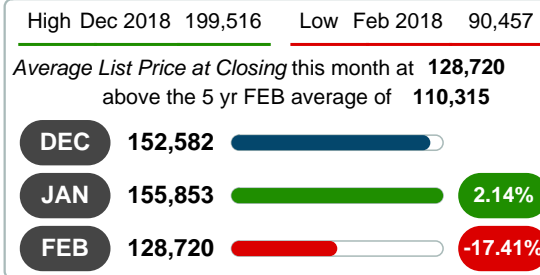 High Dec 2018 199,516 Low Feb 2018 90,457
Average List Price at Closing this month at 128,720
above the 5 yr FEB average of 110,315
DEC 152,582
JAN 155,853 2.14%
FEB 128,720 -17.41%